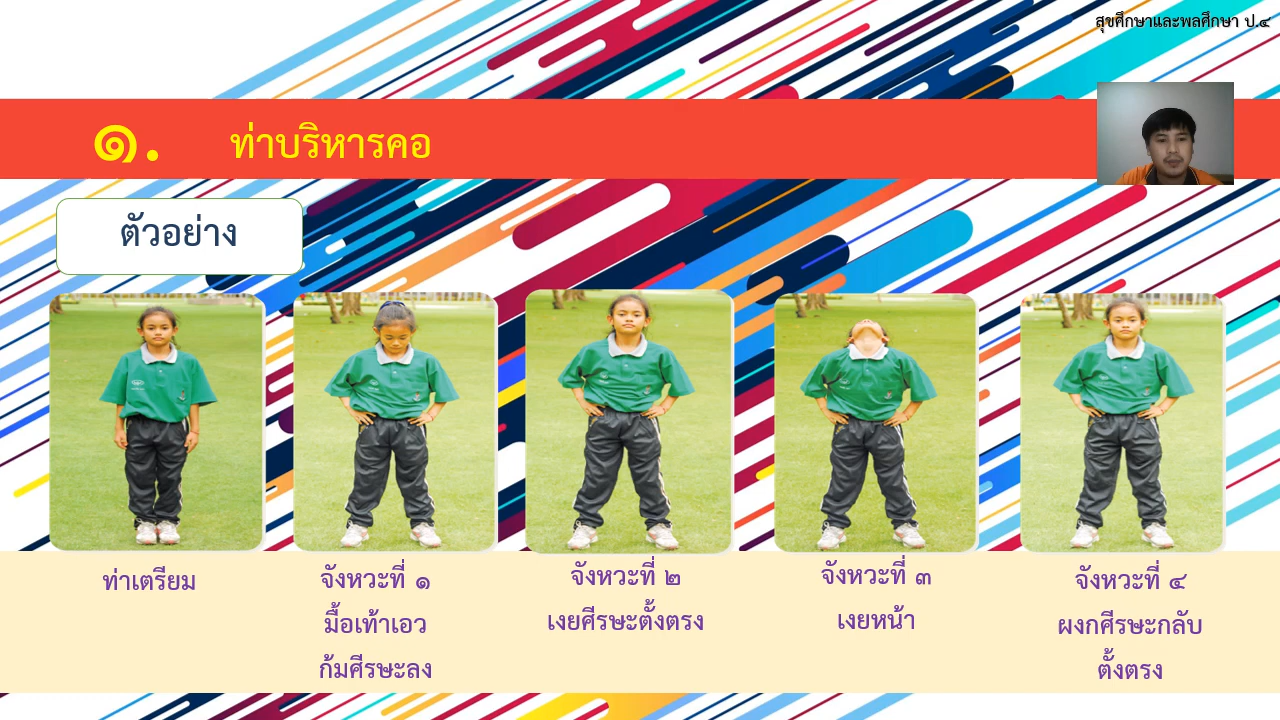 สุขศึกษาและพลศึกษา ป.๔
๑. ท่าบริหารคอ
ตัวอย่าง
ท่าเตรียม
จังหวะที่ ๑
มื้อเท้าเอว
ก้มศีรษะลง
จังหวะที่ ๒
เงยศีรษะตั้งตรง
จังหวะที่ ๓
เงยหน้า
จังหวะที่ ๔
ผงกศีรษะกลับ
ตั้งตรง